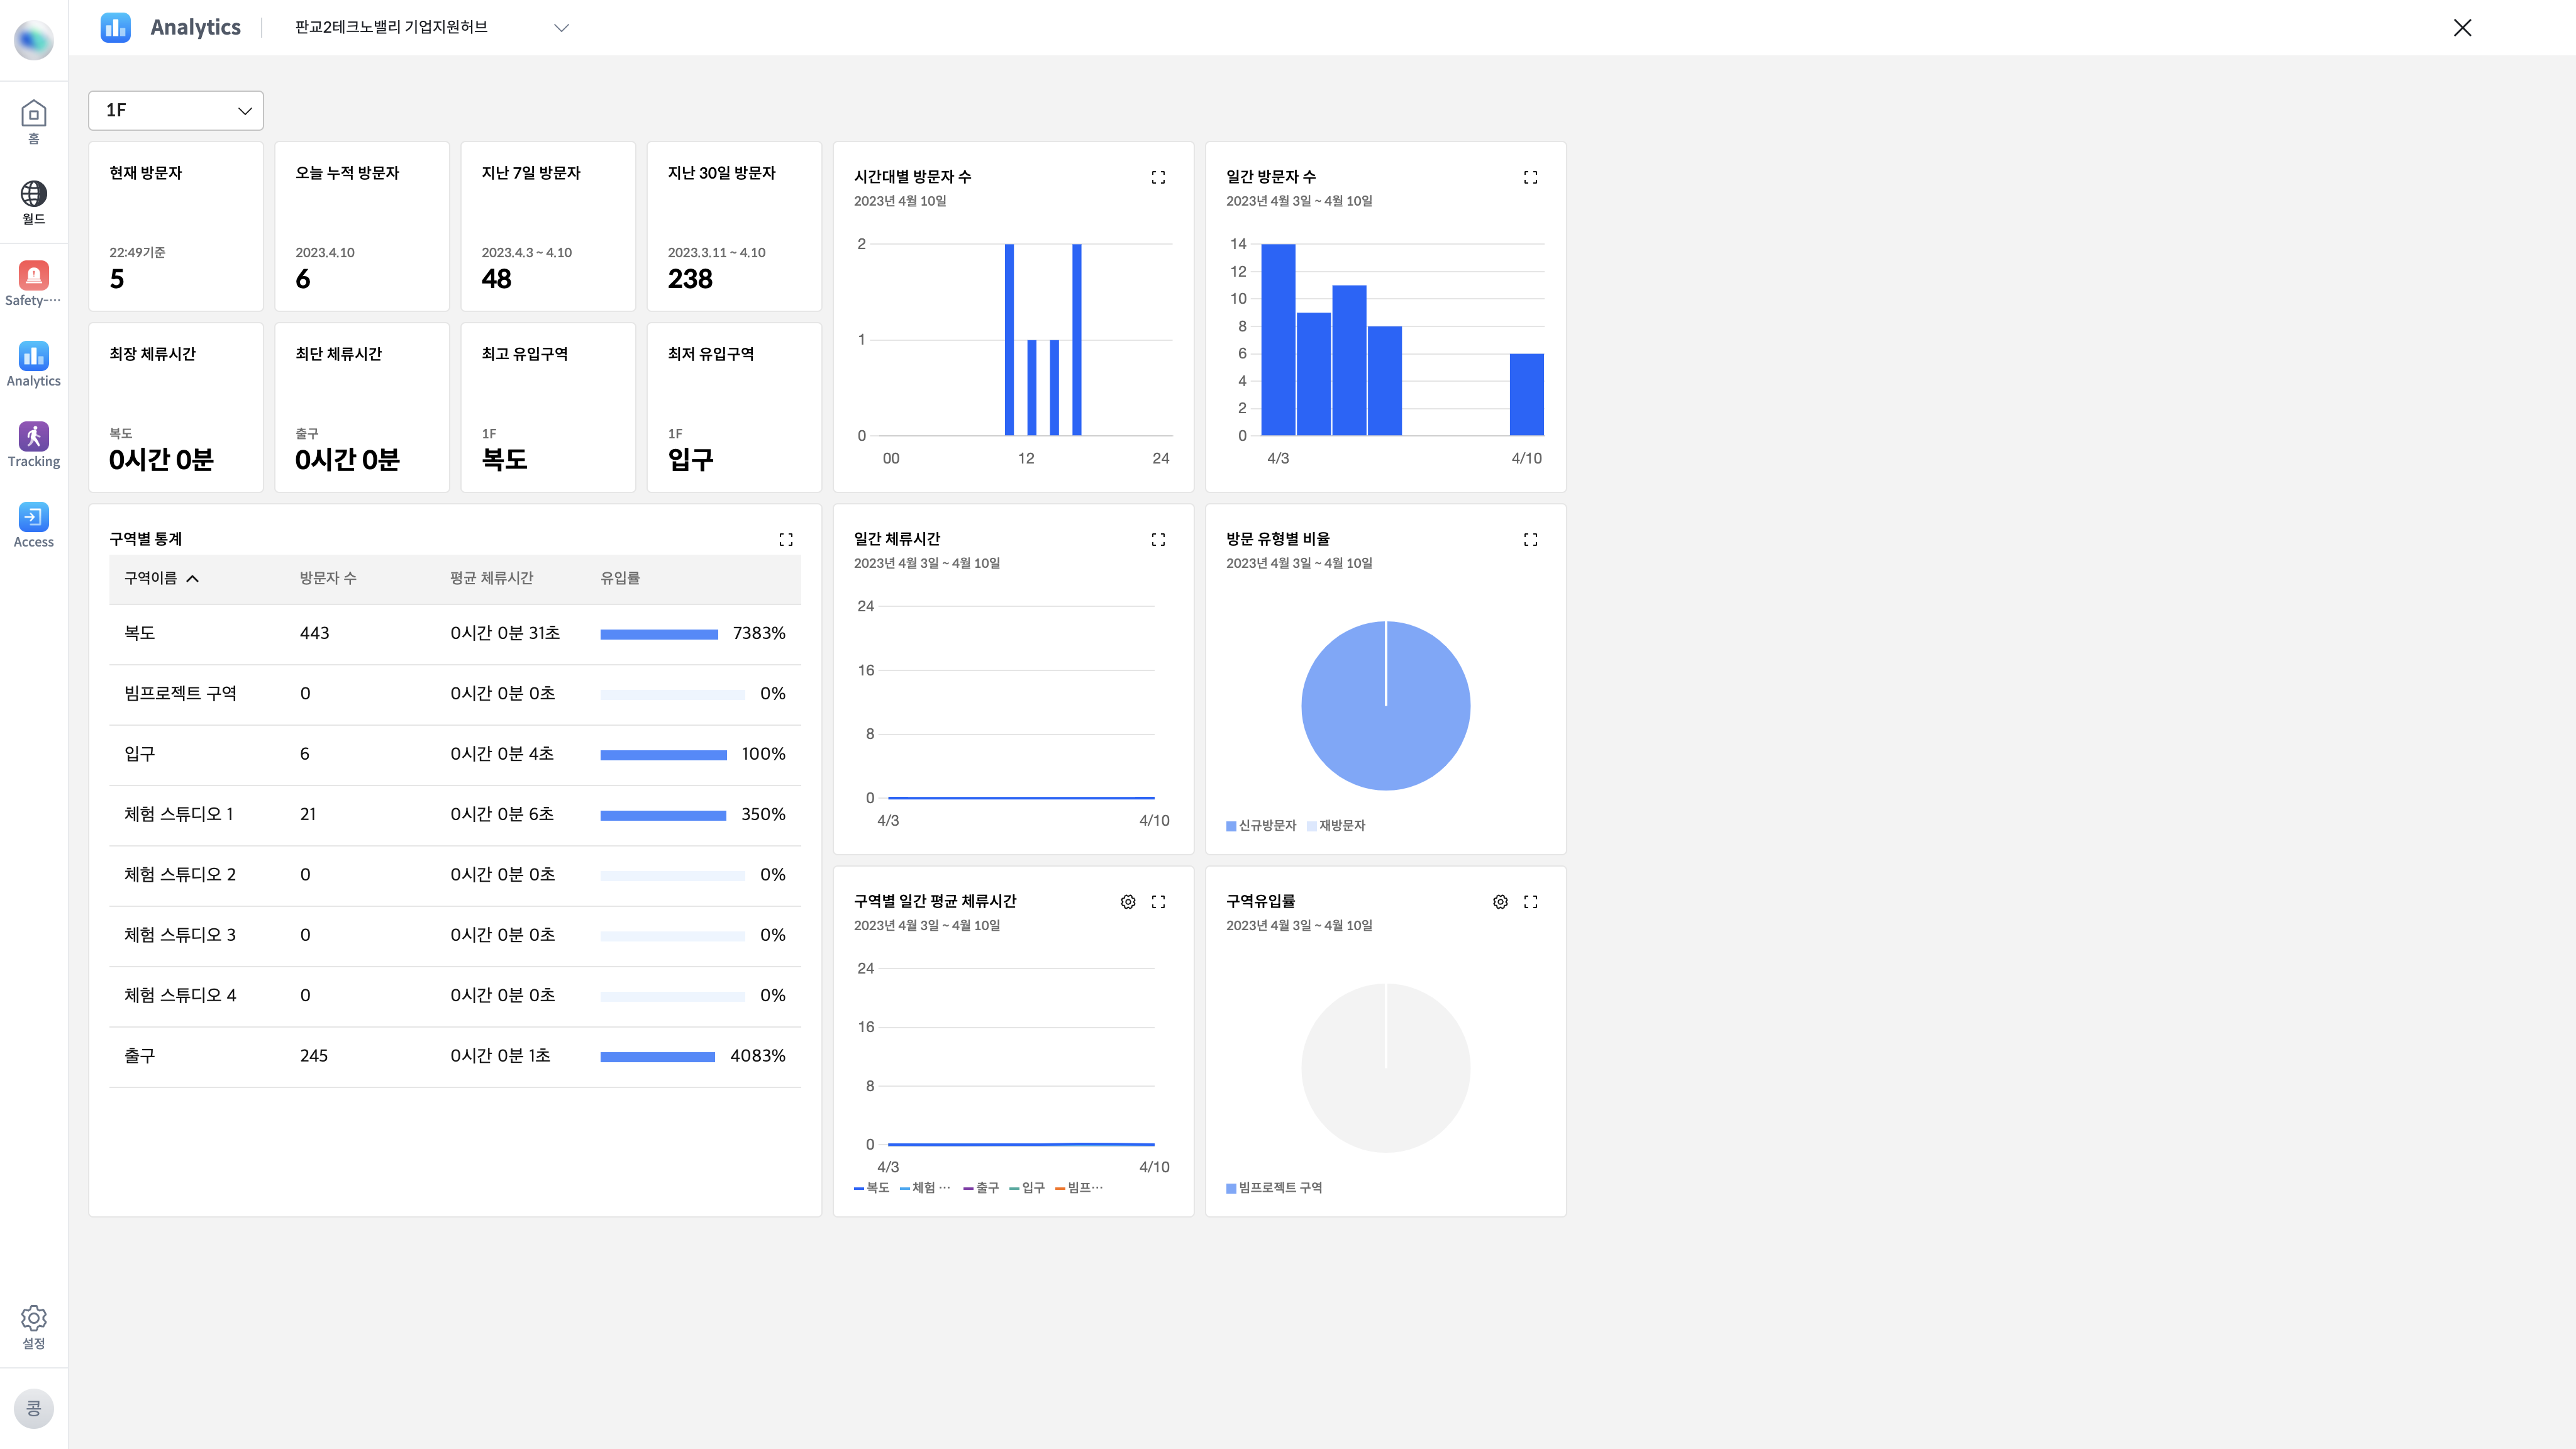 Analytics
판교2테크노밸리 기업지원허브
홈
월드
Safety-···
Analytics
Tracking
Access
설정
콩
1F
현재 방문자
22:49기준
5
오늘 누적 방문자
2023.4.10
6
지난 7일 방문자
2023.4.3 ~ 4.10
48
지난 30일 방문자
2023.3.11 ~ 4.10
238
최장 체류시간
복도
0시간 0분
최단 체류시간
출구
0시간 0분
최고 유입구역
1F
복도
최저 유입구역
1F
입구
시간대별 방문자 수
2023년 4월 10일
2
1
0
00 12 24
일간 방문자 수
2023년 4월 3일 ~ 4월 10일
14
12
10
8
6
4
2
0
4/3 4/10
구역별 통계
구역이름 방문자 수 평균 체류시간 유입률
복도 443 0시간 0분 31초 7383%
빔프로젝트 구역 0 0시간 0분 0초 0%
입구 6 0시간 0분 4초 100%
체험 스튜디오 1 21 0시간 0분 6초 350%
체험 스튜디오 2 0 0시간 0분 0초 0%
체험 스튜디오 3 0 0시간 0분 0초 0%
체험 스튜디오 4 0 0시간 0분 0초 0%
출구 245 0시간 0분 1초 4083%
일간 체류시간
2023년 4월 3일 ~ 4월 10일
24
16
8
0
4/3 4/10
방문 유형별 비율
2023년 4월 3일 ~ 4월 10일
신규방문자 재방문자
구역별 일간 평균 체류시간
2023년 4월 3일 ~ 4월 10일
24
16
8
0
4/3 4/10
복도 체험 ··· 출구 입구 빔프···
구역유입률
2023년 4월 3일 ~ 4월 10일
빔프로젝트 구역